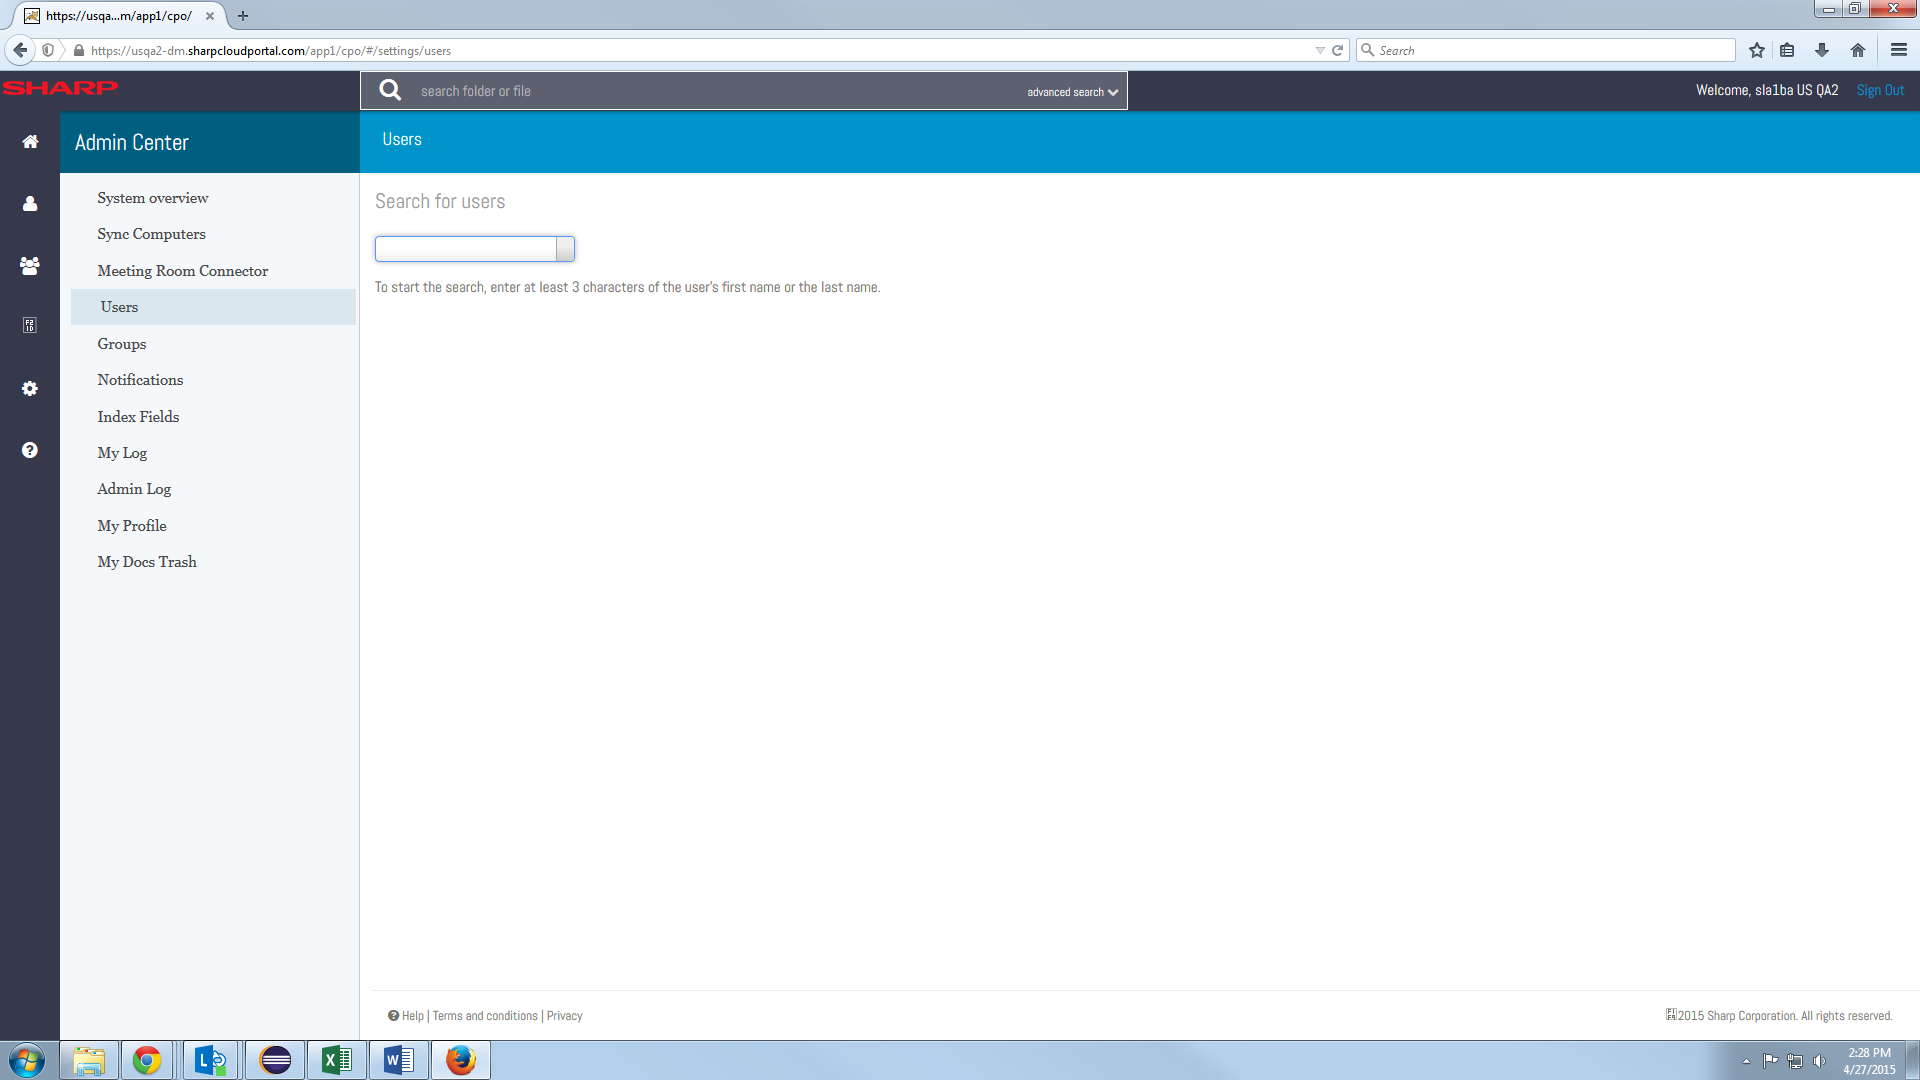 https://usqa...m/app1/cpo/
https://usqa2-dm.sharpcloudportal.com/app1/cpo/#/settings/users
Search
SHARP
search folder or file
advanced search
Welcome, sla1ba US QA2
Sign Out
Admin Center
Users
System overview
Sync Computers
Meeting Room Connector
Users
Groups
Notifications
Index Fields
My Log
Admin Log
My Profile
My Docs Trash
Search for users
To start the search, enter at least 3 characters of the user's first name or the last name.
Help | Terms and conditions | Privacy
2015 Sharp Corporation. All rights reserved.
2:28 PM
4/27/2015